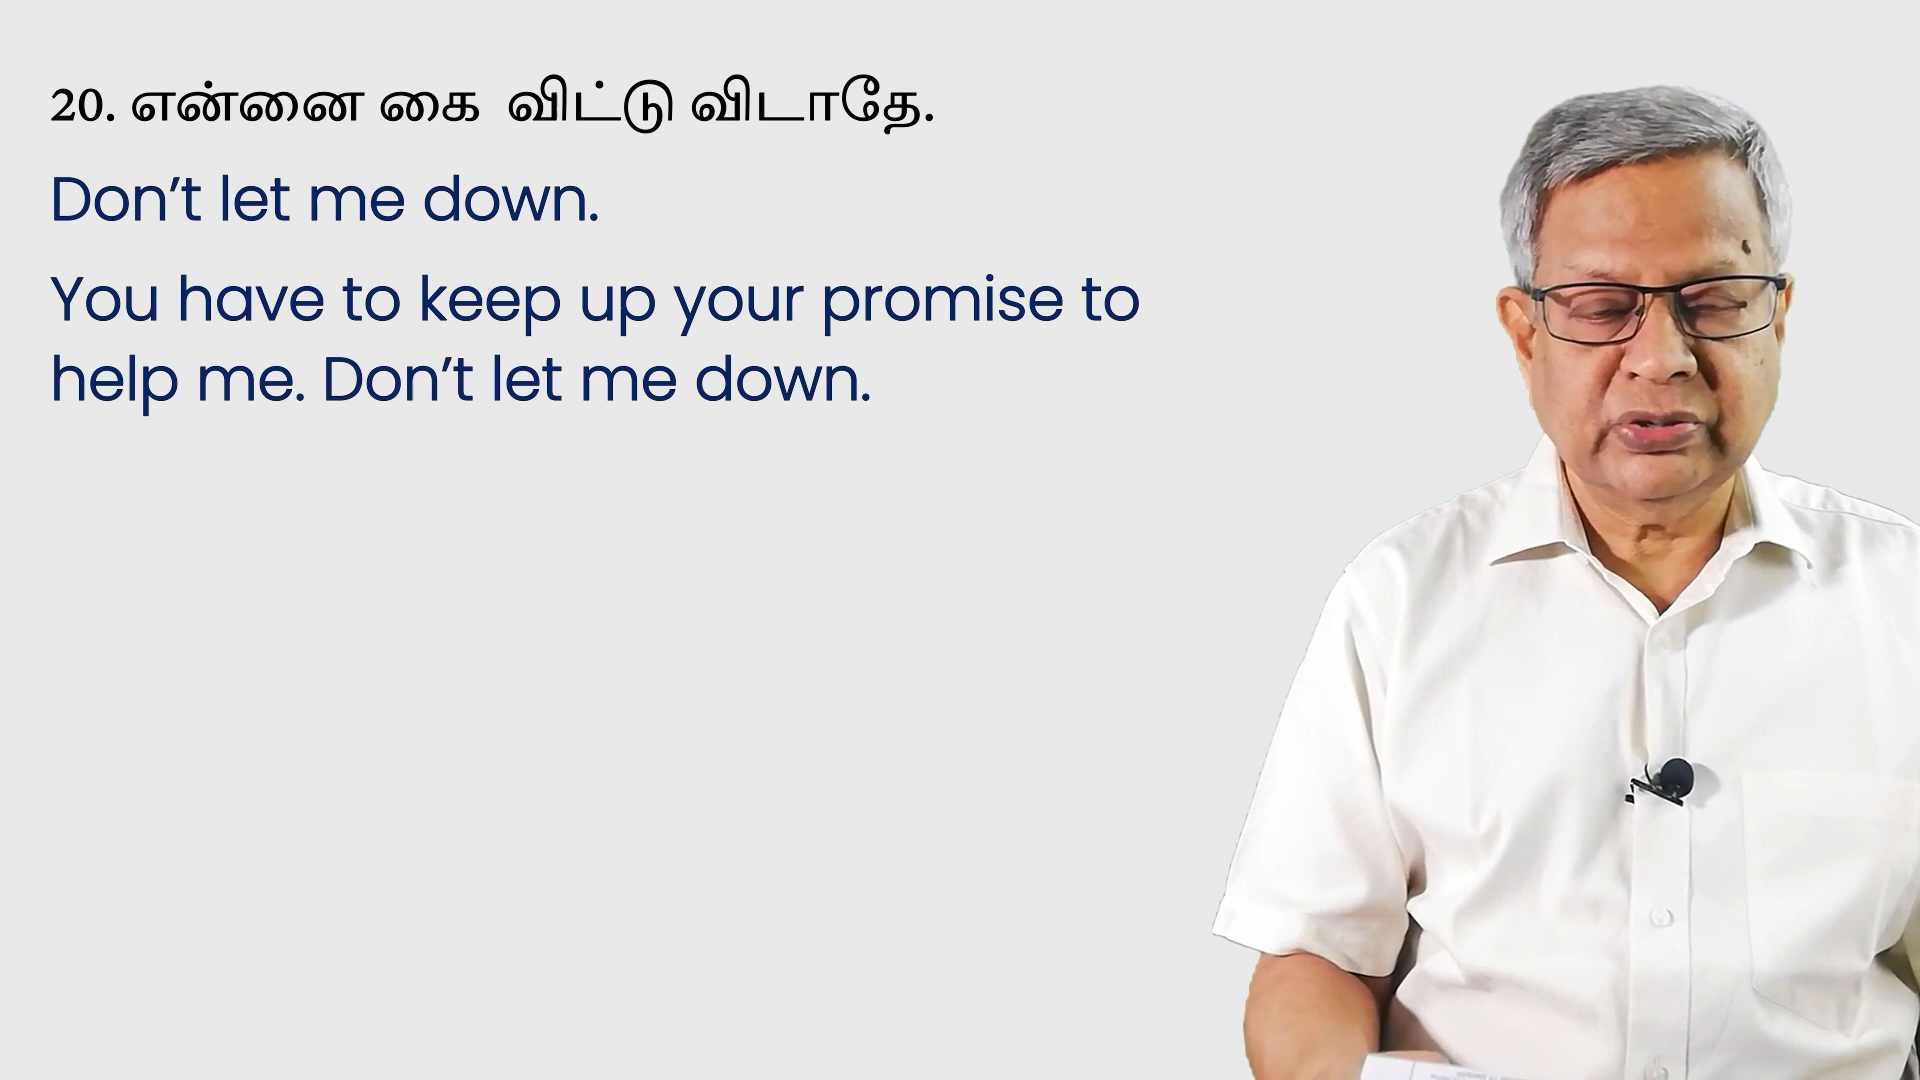 20. என்னை கை விட்டு விடாதே.
Don’t let me down.
You have to keep up your promise to
help me. Don’t let me down.